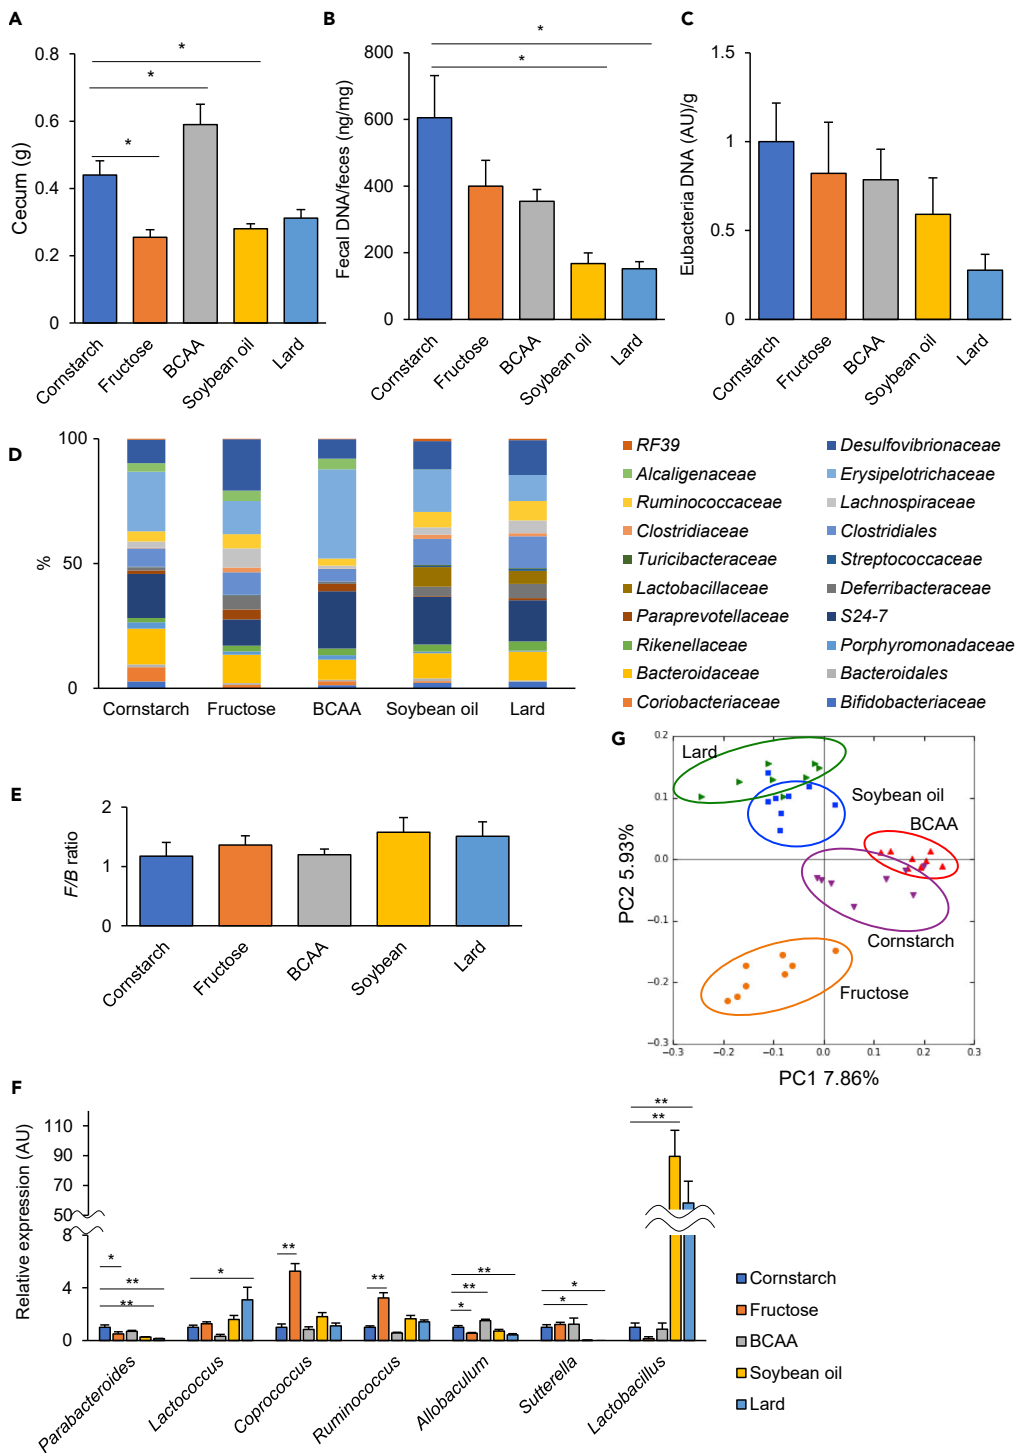 A
Cecum (g)
0.8
0.6
0.4
0.2
0
*
*
*
Cornstarch
Fructose
BCAA
Soybean oil
Lard
B
Fecal DNA/feces (ng/mg)
800
600
400
200
0
*
*
Cornstarch
Fructose
BCAA
Soybean oil
Lard
C
Eubacteria DNA (AU)/g
1.5
1
0.5
0
Cornstarch
Fructose
BCAA
Soybean oil
Lard
D
%
100
50
0
Cornstarch
Fructose
BCAA
Soybean oil
Lard
RF39
Desulfovibrionaceae
Alcaligenaceae
Erysipelotrichaceae
Ruminococcaceae
Lachnospiraceae
Clostridiaceae
Clostridiales
Turicibacteraceae
Streptococcaceae
Lactobacillaceae
Deferribacteraceae
Paraprevotellaceae
S24-7
Rikenellaceae
Porphyromonadaceae
Bacteroidaceae
Bacteroidales
Coriobacteriaceae
Bifidobacteriaceae
E
F/B ratio
2
1
0
Cornstarch
Fructose
BCAA
Soybean
Lard
G
PC2 5.93%
0.2
0.1
0.0
−0.1
−0.2
−0.3
Lard
Soybean oil
BCAA
Cornstarch
Fructose
−0.3
−0.2
−0.1
0.0
0.1
0.2
0.3
PC1 7.86%
F
Relative expression (AU)
110
90
70
50
8
4
0
*
**
**
*
**
**
**
**
*
*
*
**
**
Parabacteroides
Lactococcus
Coprococcus
Ruminococcus
Allobaculum
Sutterella
Lactobacillus
Cornstarch
Fructose
BCAA
Soybean oil
Lard